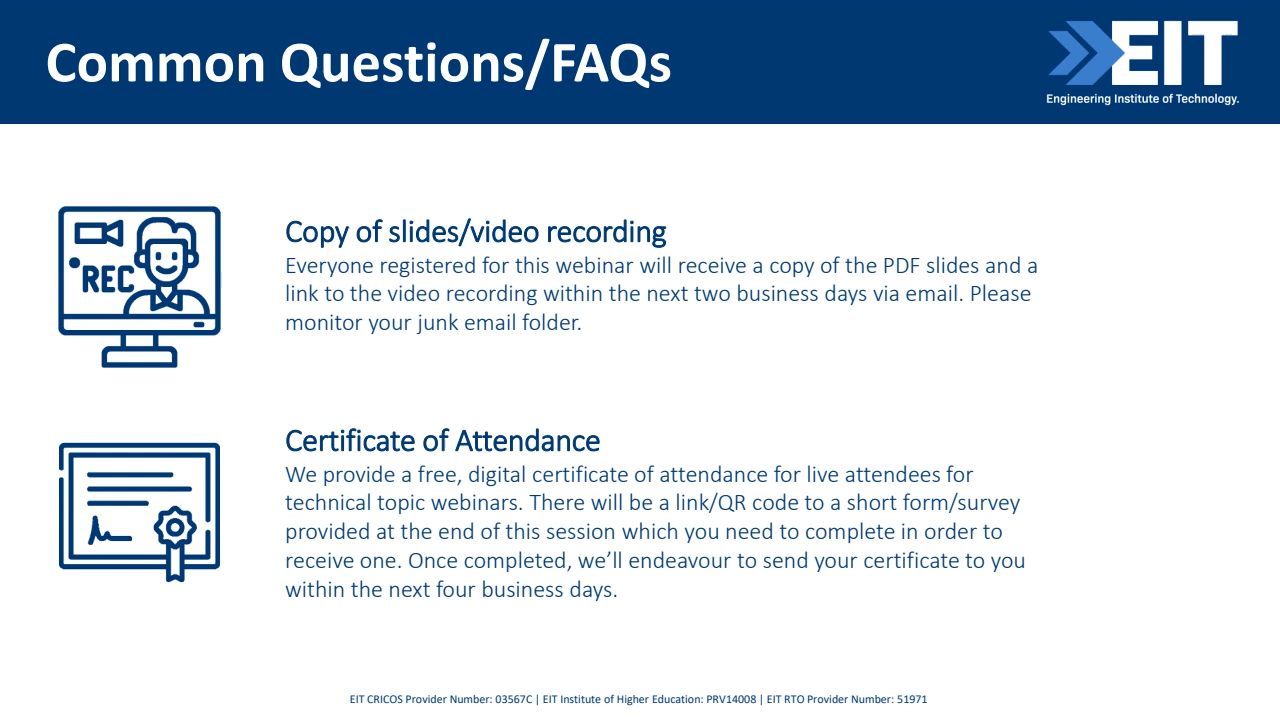 Common Questions/FAQs
EIT
Engineering Institute of Technology.
REC
Copy of slides/video recording
Everyone registered for this webinar will receive a copy of the PDF slides and a
link to the video recording within the next two business days via email. Please
monitor your junk email folder.
Certificate of Attendance
We provide a free, digital certificate of attendance for live attendees for
technical topic webinars. There will be a link/QR code to a short form/survey
provided at the end of this session which you need to complete in order to
receive one. Once completed, we’ll endeavour to send your certificate to you
within the next four business days.
EIT CRICOS Provider Number: 03567C | EIT Institute of Higher Education: PRV14008 | EIT RTO Provider Number: 51971